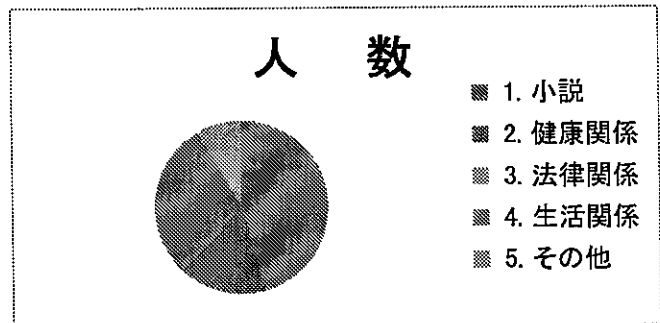 人 数
1. 小説
2. 健康関係
3. 法律関係
4. 生活関係
5. その他